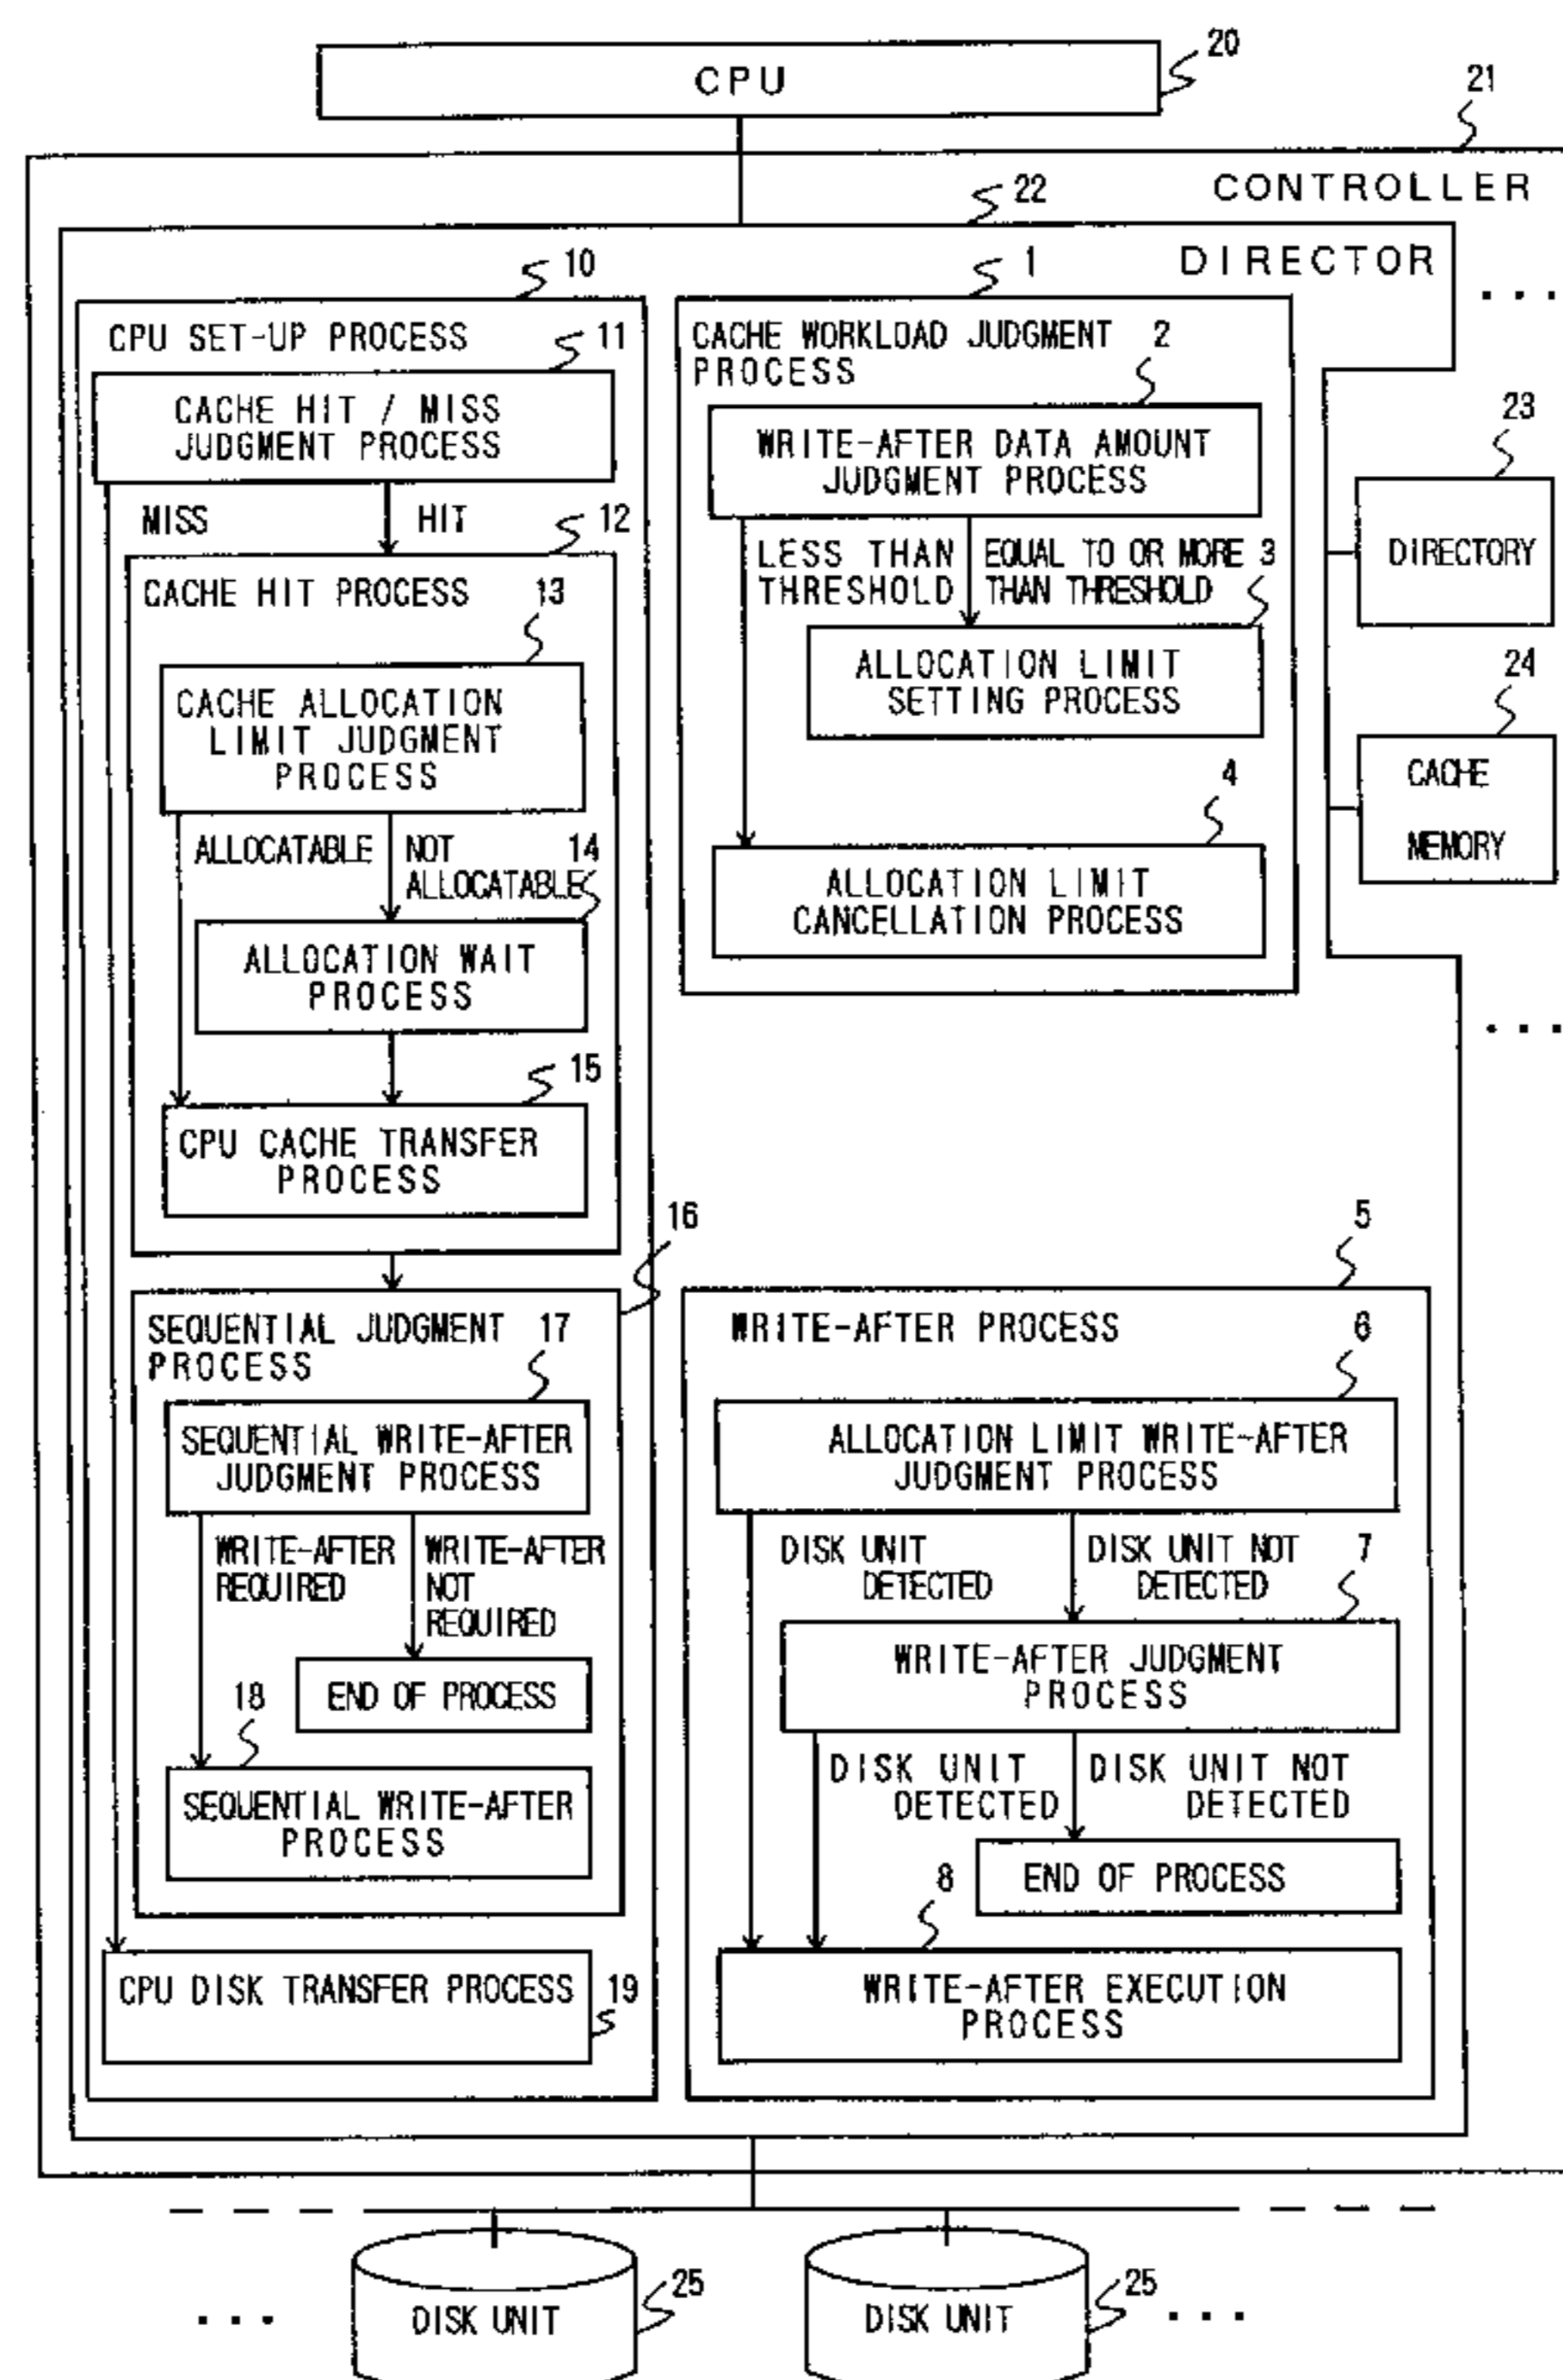 CPU
20
21
CONTROLLER
22
DIRECTOR
10
1
CPU SET-UP PROCESS
11
CACHE HIT / MISS
JUDGMENT PROCESS
MISS
HIT
12
CACHE HIT PROCESS
13
CACHE ALLOCATION
LIMIT JUDGMENT
PROCESS
ALLOCATABLE
NOT
ALLOCATABLE
14
ALLOCATION WAIT
PROCESS
15
CPU CACHE TRANSFER
PROCESS
16
SEQUENTIAL JUDGMENT
PROCESS
17
SEQUENTIAL WRITE-AFTER
JUDGMENT PROCESS
WRITE-AFTER
REQUIRED
WRITE-AFTER
NOT
REQUIRED
END OF PROCESS
18
SEQUENTIAL WRITE-AFTER
PROCESS
CPU DISK TRANSFER PROCESS
19
CACHE WORKLOAD JUDGMENT
PROCESS
2
WRITE-AFTER DATA AMOUNT
JUDGMENT PROCESS
LESS THAN
THRESHOLD
EQUAL TO OR MORE
THAN THRESHOLD
3
ALLOCATION LIMIT
SETTING PROCESS
4
ALLOCATION LIMIT
CANCELLATION PROCESS
23
DIRECTORY
24
CACHE
MEMORY
5
WRITE-AFTER PROCESS
6
ALLOCATION LIMIT WRITE-AFTER
JUDGMENT PROCESS
DISK UNIT
DETECTED
DISK UNIT NOT
DETECTED
7
WRITE-AFTER JUDGMENT
PROCESS
DISK UNIT
DETECTED
DISK UNIT NOT
DETECTED
END OF PROCESS
8
WRITE-AFTER EXECUTION
PROCESS
DISK UNIT
25
DISK UNIT
25